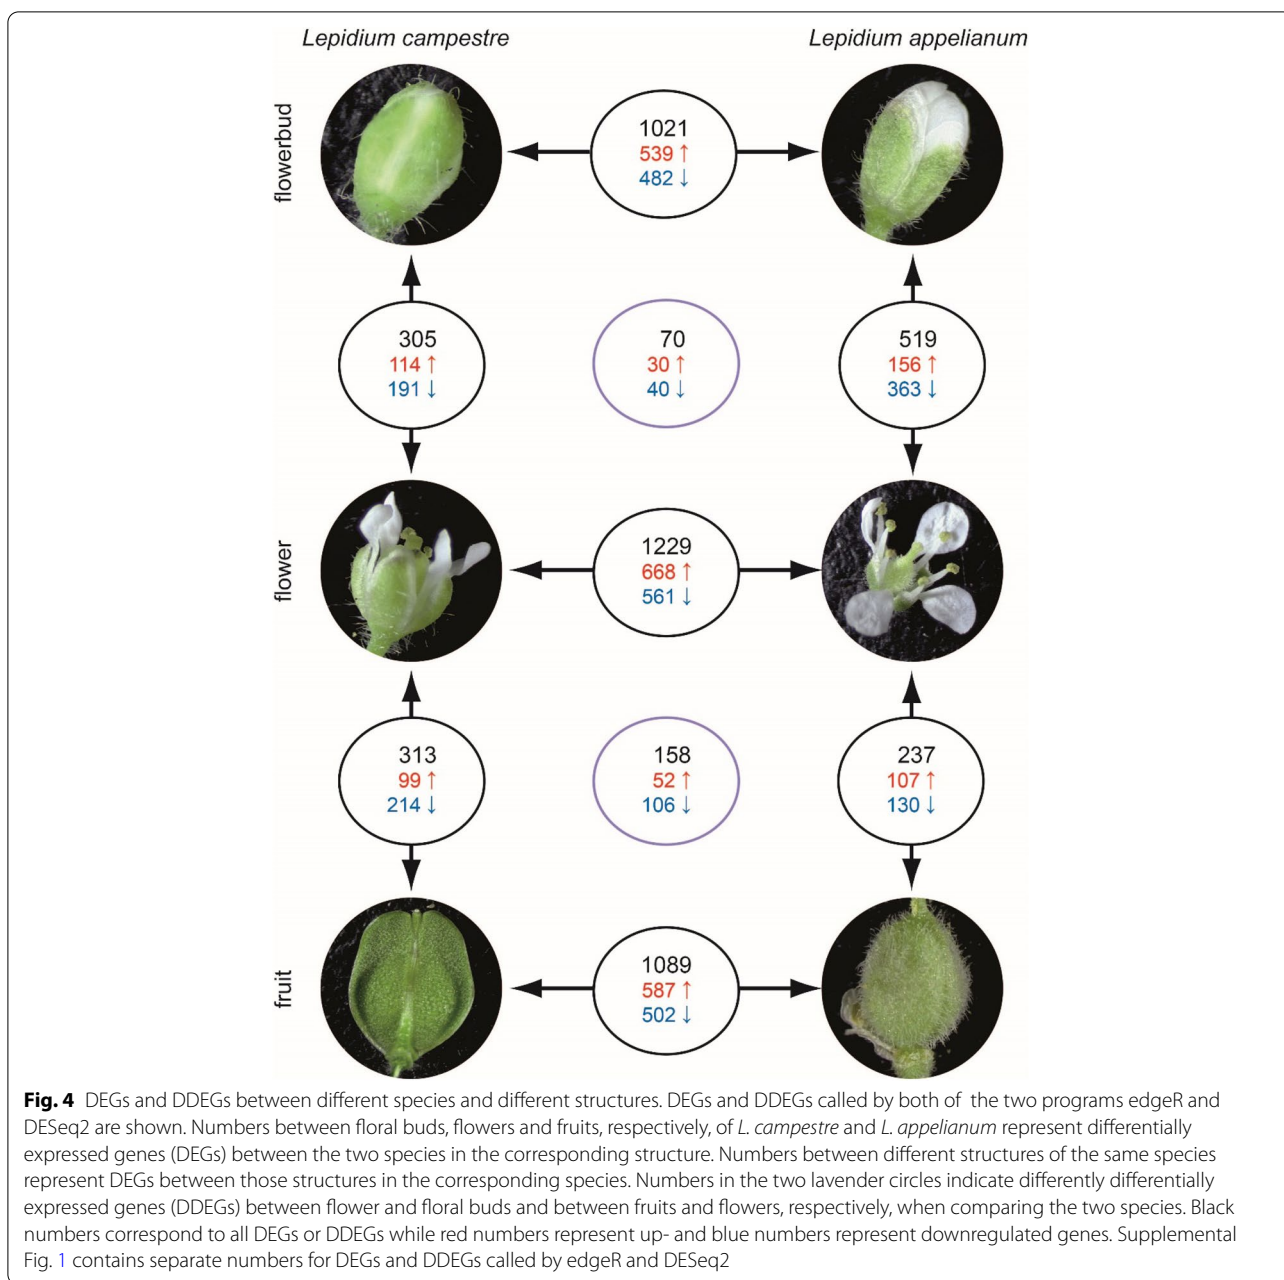 Lepidium campestre
Lepidium appelianum
flowerbud
1021
539 ↑
482 ↓
305
114 ↑
191 ↓
70
30 ↑
40 ↓
519
156 ↑
363 ↓
flower
1229
668 ↑
561 ↓
313
99 ↑
214 ↓
158
52 ↑
106 ↓
237
107 ↑
130 ↓
fruit
1089
587 ↑
502 ↓
Fig. 4 DEGs and DDEGs between different species and different structures. DEGs and DDEGs called by both of the two programs edgeR and
DESeq2 are shown. Numbers between floral buds, flowers and fruits, respectively, of L. campestre and L. appelianum represent differentially
expressed genes (DEGs) between the two species in the corresponding structure. Numbers between different structures of the same species
represent DEGs between those structures in the corresponding species. Numbers in the two lavender circles indicate differently differentially
expressed genes (DDEGs) between flower and floral buds and between fruits and flowers, respectively, when comparing the two species. Black
numbers correspond to all DEGs or DDEGs while red numbers represent up- and blue numbers represent downregulated genes. Supplemental
Fig. 1 contains separate numbers for DEGs and DDEGs called by edgeR and DESeq2